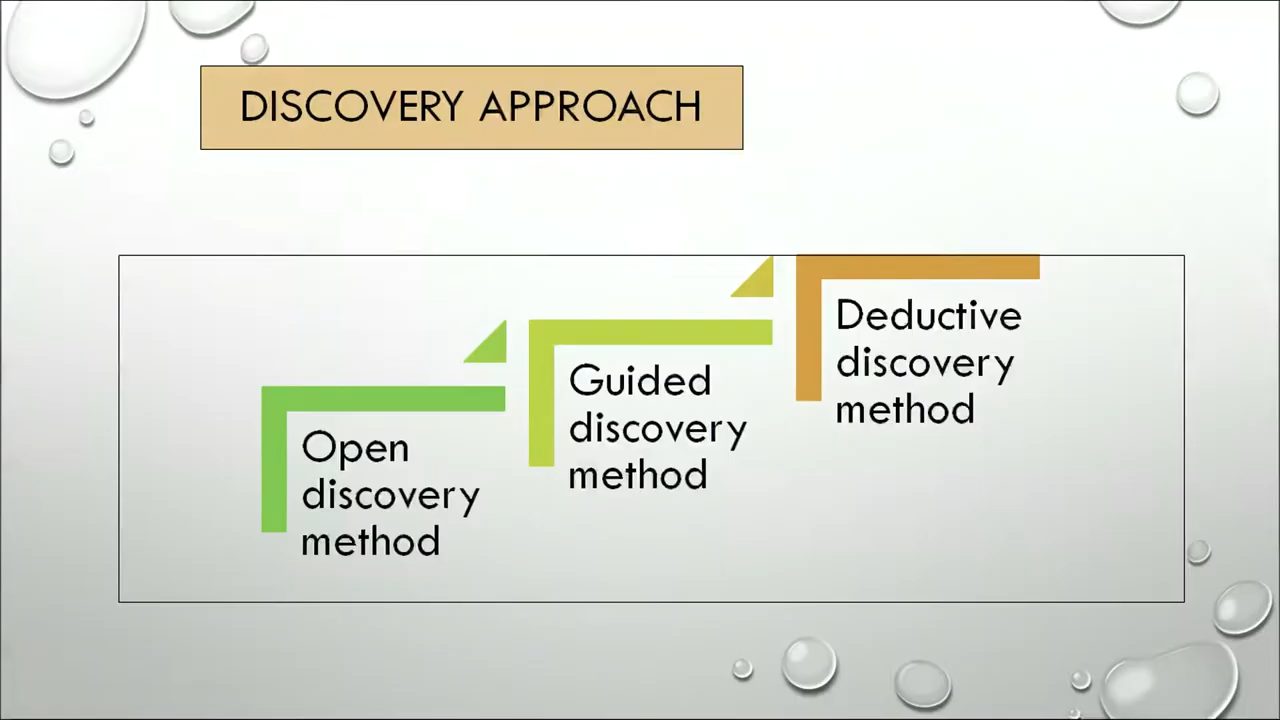 DISCOVERY APPROACH
Open
discovery
method
Guided
discovery
method
Deductive
discovery
method